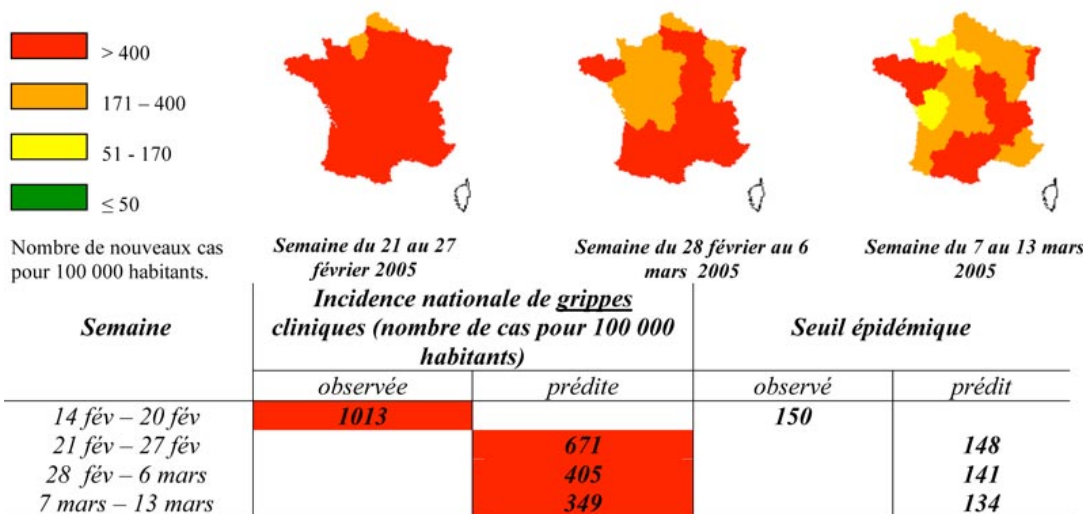 > 400
171 – 400
51 - 170
≤ 50
Nombre de nouveaux cas
pour 100 000 habitants.
Semaine du 21 au 27
février 2005
Semaine du 28 février au 6
mars 2005
Semaine du 7 au 13 mars
2005
Semaine
Incidence nationale de grippes
cliniques (nombre de cas pour 100 000
habitants)
Seuil épidémique
observée prédite observé prédit
14 fév – 20 fév 1013 150
21 fév – 27 fév 671 148
28 fév – 6 mars 405 141
7 mars – 13 mars 349 134